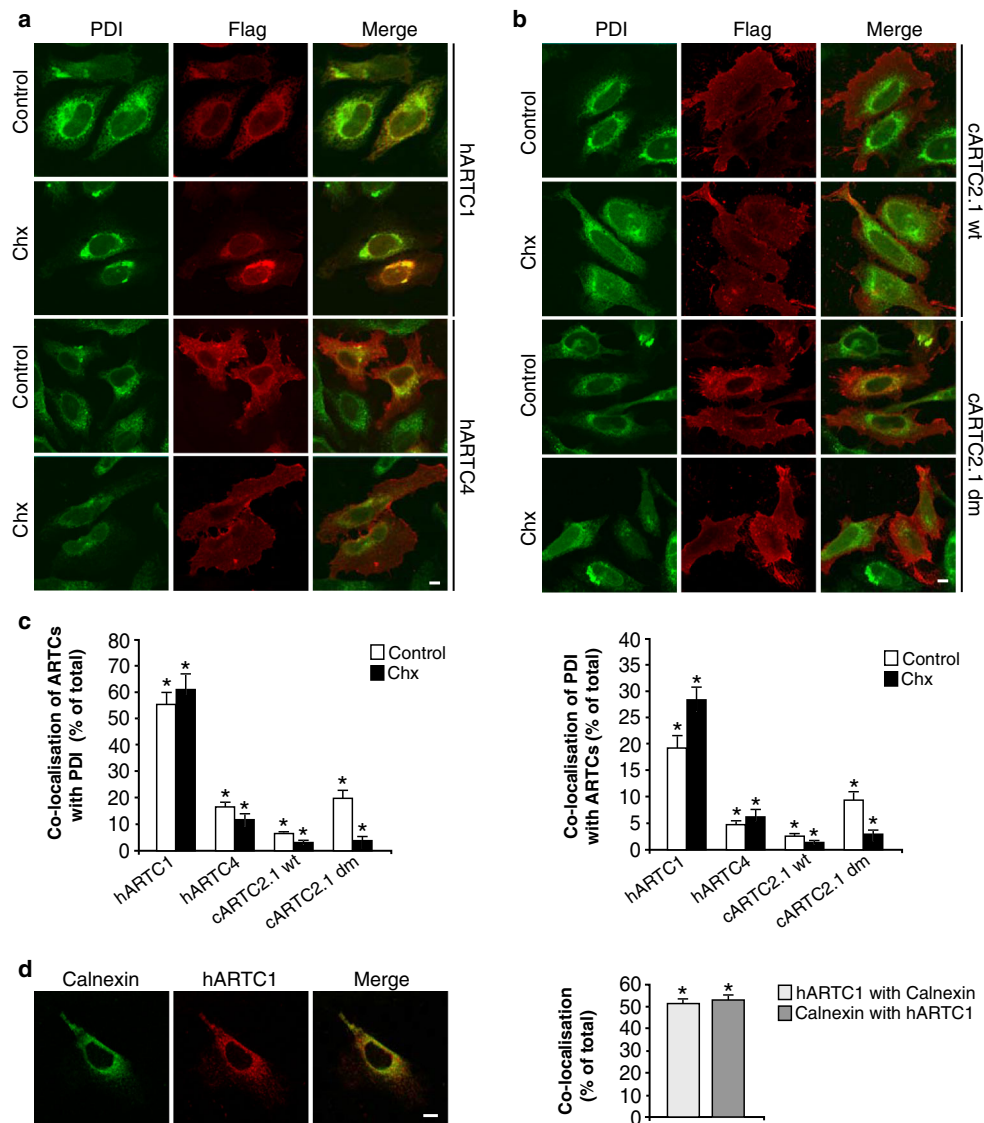 a
PDI Flag Merge
Control
Chx
hARTC1
Control
Chx
hARTC4
b
PDI Flag Merge
Control
Chx
cARTC2.1 wt
Control
Chx
cARTC2.1 dm
c
Co-localisation of ARTCs
with PDI (% of total)
80
70
60
50
40
30
20
10
0
* * * * * * * *
Control
Chx
hARTC1 hARTC4 cARTC2.1 wt cARTC2.1 dm
Co-localisation of PDI
with ARTCs (% of total)
40
35
30
25
20
15
10
5
0
* * * * * * * *
Control
Chx
hARTC1 hARTC4 cARTC2.1 wt cARTC2.1 dm
d
Calnexin hARTC1 Merge
Co-localisation
(% of total)
60
50
40
30
20
10
0
* *
hARTC1 with Calnexin
Calnexin with hARTC1